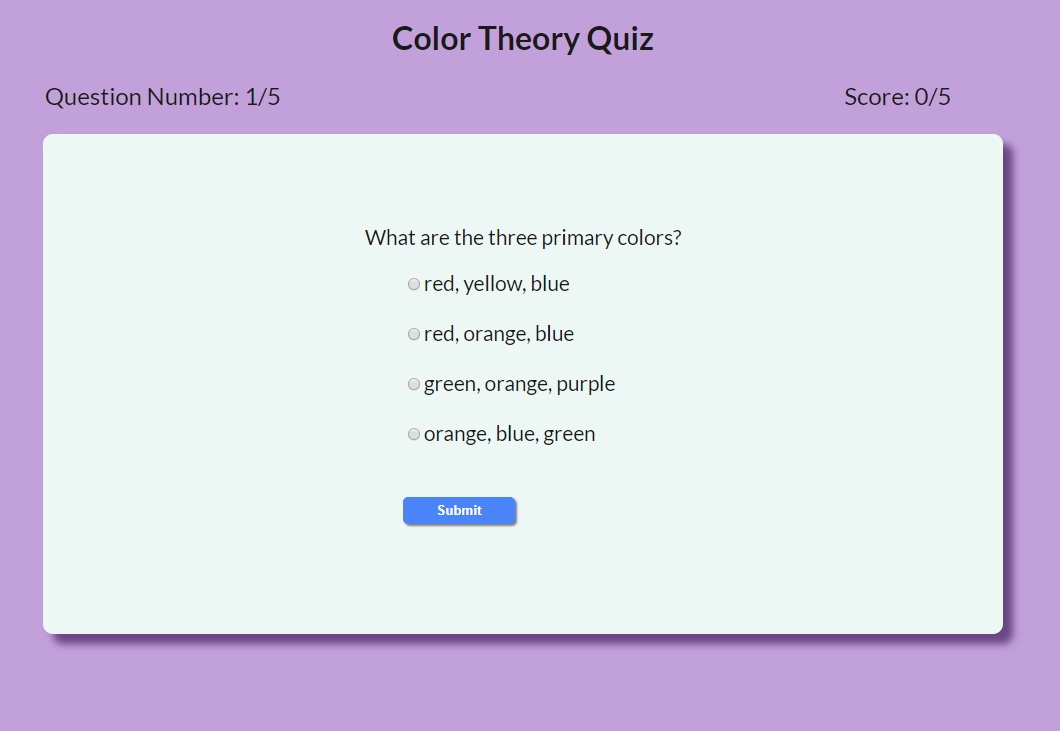 Color Theory Quiz
Question Number: 1/5
Score: 0/5
What are the three primary colors?
red, yellow, blue
red, orange, blue
green, orange, purple
orange, blue, green
Submit